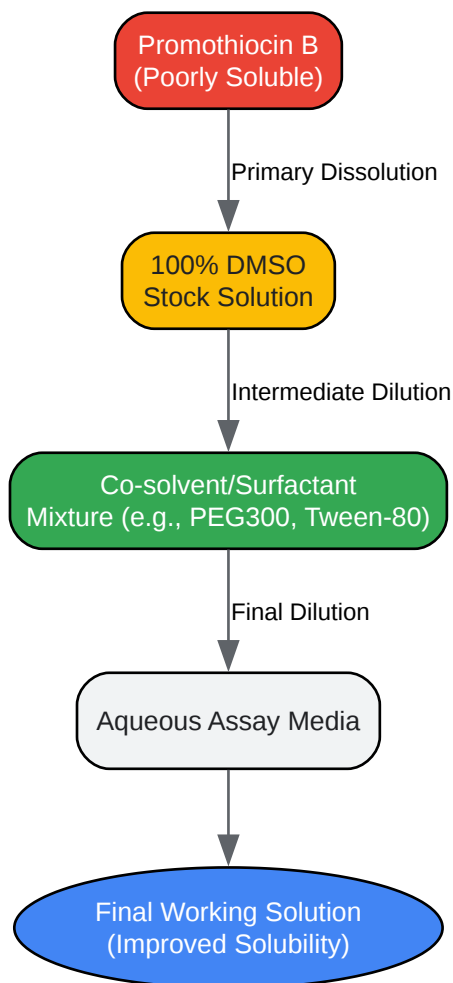 Promothiocin B
(Poorly Soluble)
Primary Dissolution
100% DMSO
Stock Solution
Intermediate Dilution
Co-solvent/Surfactant
Mixture (e.g., PEG300, Tween-80)
Final Dilution
Aqueous Assay Media
Final Working Solution
(Improved Solubility)